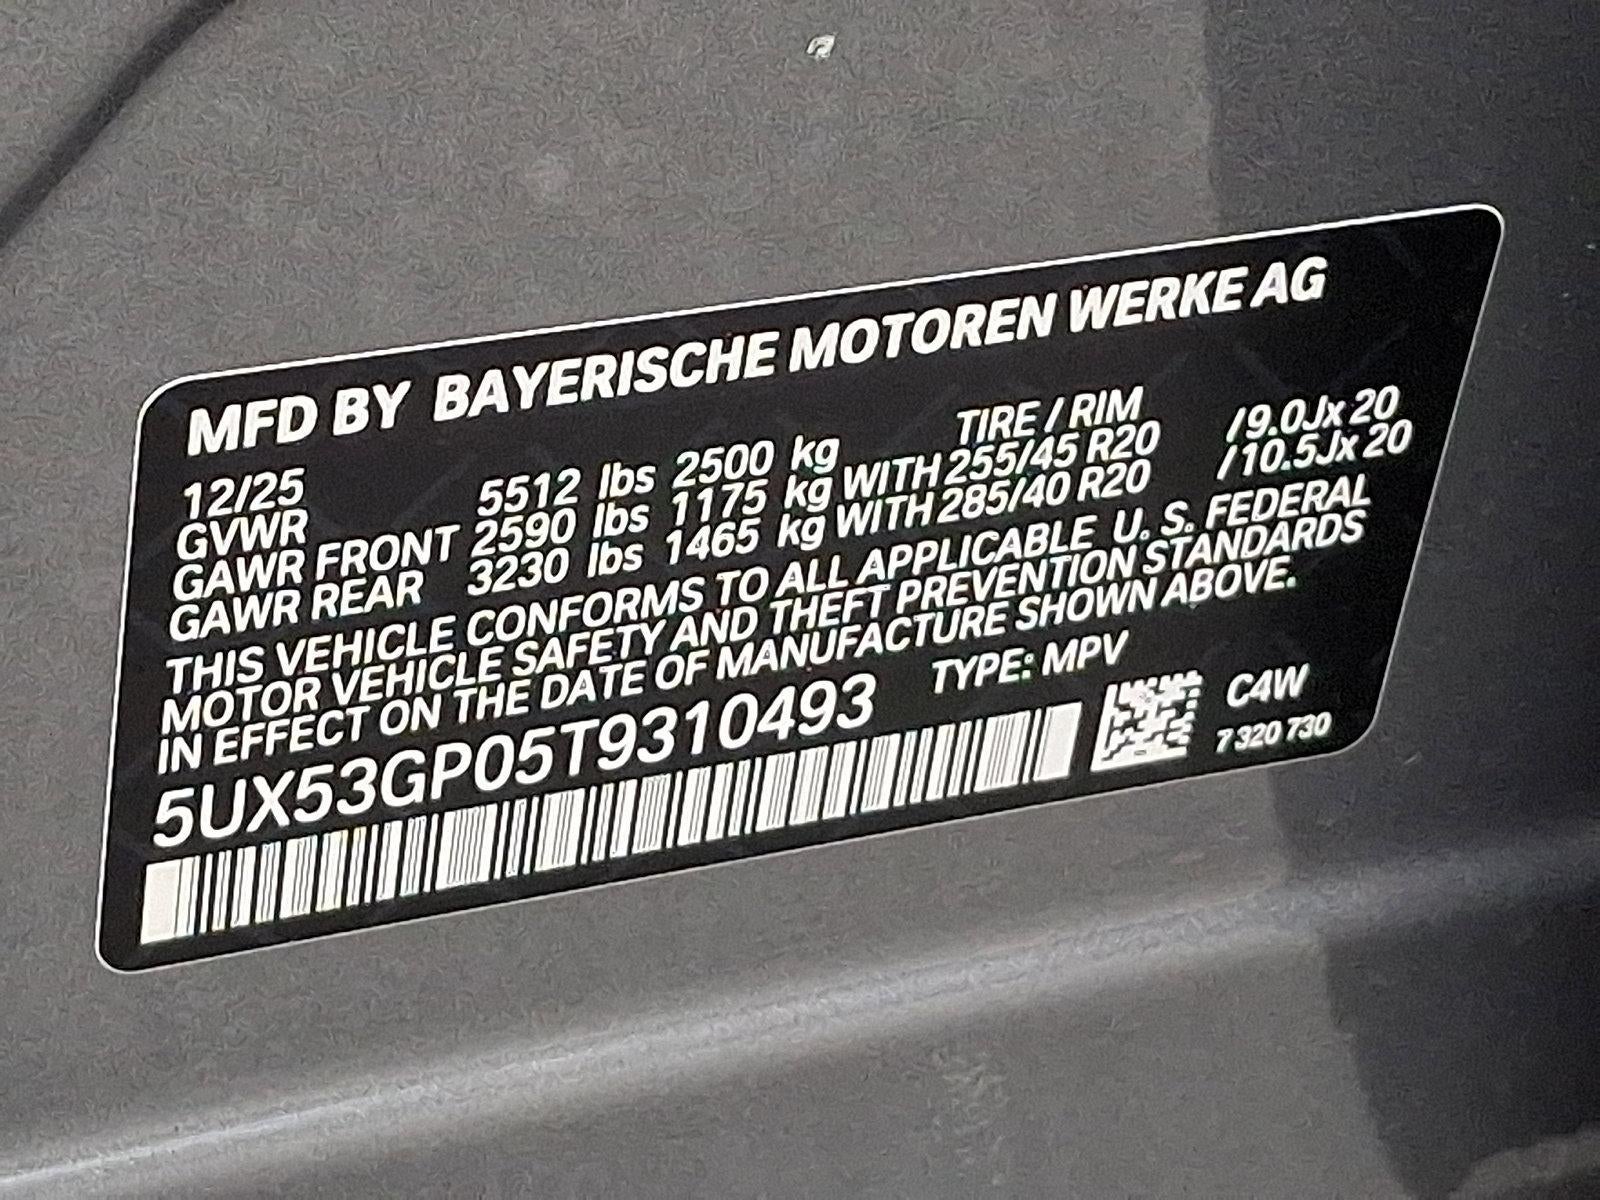 MFD BY BAYERISCHE MOTOREN WERKE AG
12/25 TIRE / RIM
GVWR 5512 lbs 2500 kg
GAWR FRONT 2590 lbs 1175 kg WITH 255/45 R20 /9.0Jx20
GAWR REAR 3230 lbs 1465 kg WITH 285/40 R20 /10.5Jx20
THIS VEHICLE CONFORMS TO ALL APPLICABLE U. S. FEDERAL
MOTOR VEHICLE SAFETY AND THEFT PREVENTION STANDARDS
IN EFFECT ON THE DATE OF MANUFACTURE SHOWN ABOVE.
5UX53GP05T9310493 TYPE: MPV
C4W
7 320 730